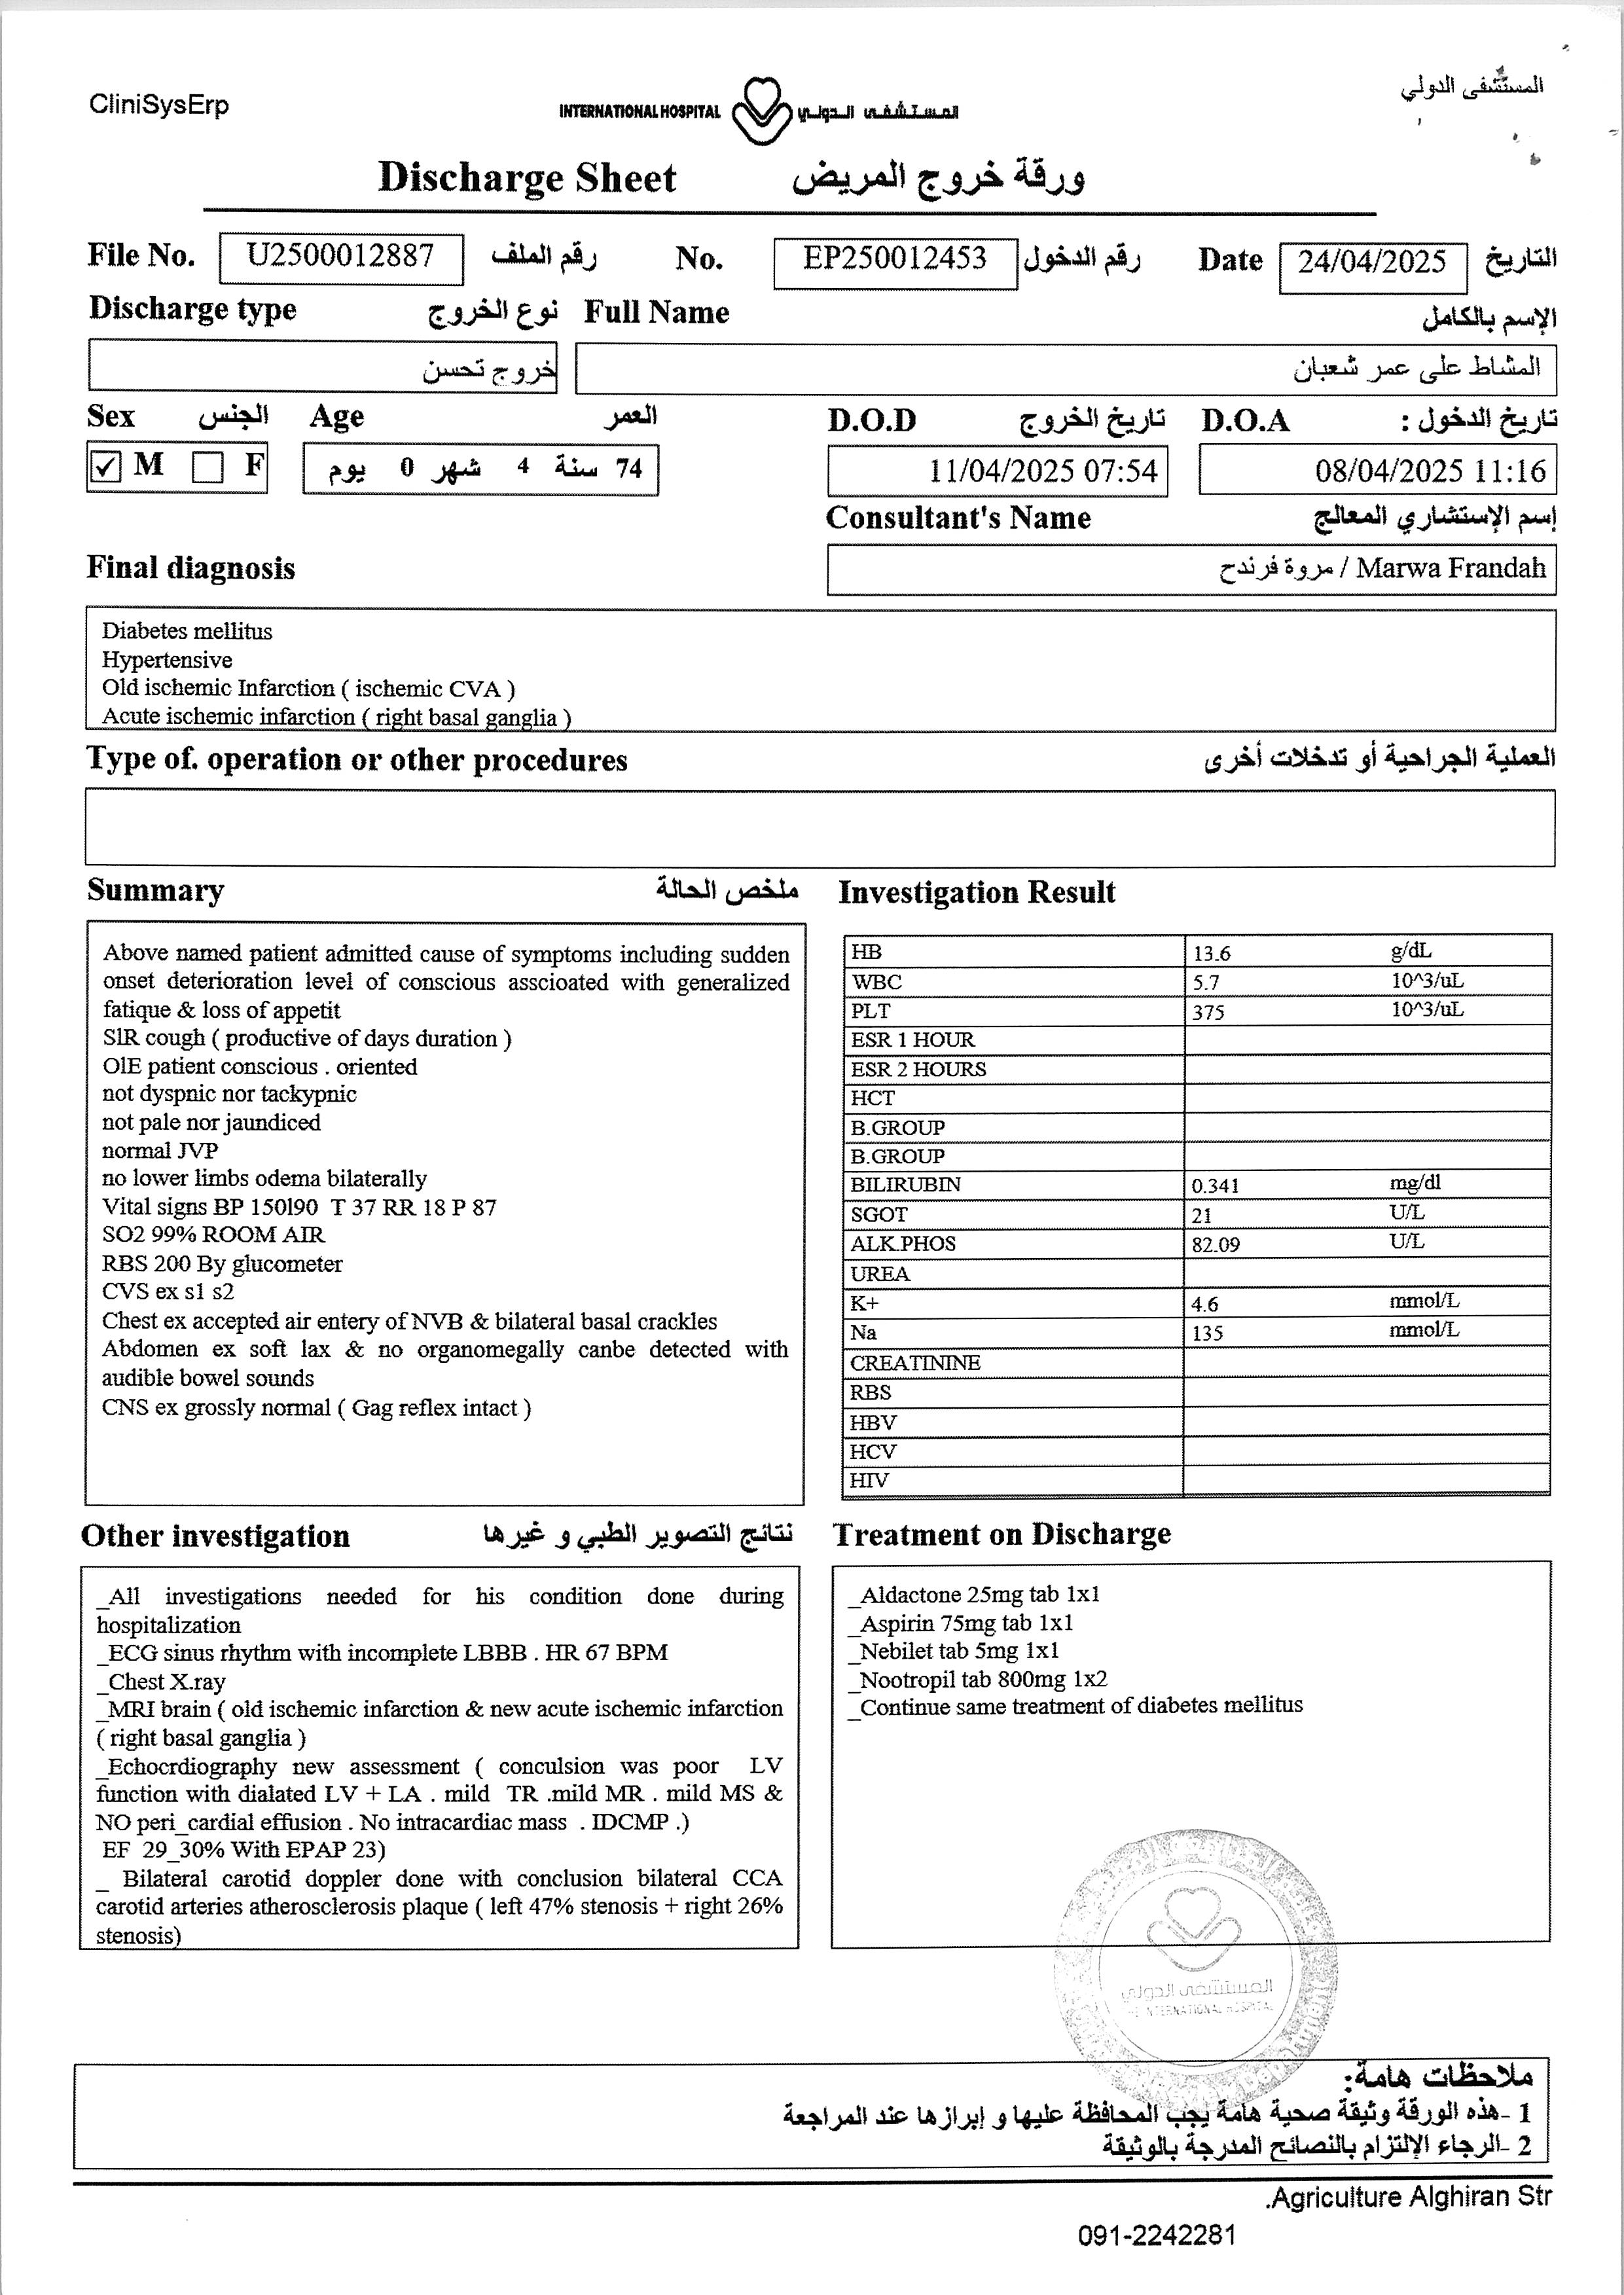 CliniSysErp
المستشفى الدولي
INTERNATIONAL HOSPITAL المستشفى الدولي
Discharge Sheet ورقة خروج المريض
File No. U2500012887 رقم الملف No. EP250012453 رقم الدخول Date 24/04/2025 التاريخ
Discharge type نوع الخروج Full Name الإسم بالكامل
خروج تحسن المشاط على عمر شعبان
Sex الجنس Age العمر D.O.D تاريخ الخروج D.O.A تاريخ الدخول :
M F 74 سنة 4 شهر 0 يوم 11/04/2025 07:54 08/04/2025 11:16
Consultant's Name إسم الإستشاري المعالج
Final diagnosis مروة فرندح / Marwa Frandah
Diabetes mellitus
Hypertensive
Old ischemic Infarction ( ischemic CVA )
Acute ischemic infarction ( right basal ganglia )
Type of. operation or other procedures العملية الجراحية أو تدخلات أخرى
Summary ملخص الحالة
Above named patient admitted cause of symptoms including sudden
onset deterioration level of conscious asscioated with generalized
fatique & loss of appetit
SlR cough ( productive of days duration )
OlE patient conscious . oriented
not dyspnic nor tackypnic
not pale nor jaundiced
normal JVP
no lower limbs odema bilaterally
Vital signs BP 150l90 T 37 RR 18 P 87
SO2 99% ROOM AIR
RBS 200 By glucometer
CVS ex s1 s2
Chest ex accepted air entery of NVB & bilateral basal crackles
Abdomen ex soft lax & no organomegally canbe detected with
audible bowel sounds
CNS ex grossly normal ( Gag reflex intact )
Investigation Result
HB 13.6 g/dL
WBC 5.7 10^3/uL
PLT 375 10^3/uL
ESR 1 HOUR
ESR 2 HOURS
HCT
B.GROUP
B.GROUP
BILIRUBIN 0.341 mg/dl
SGOT 21 U/L
ALK.PHOS 82.09 U/L
UREA
K+ 4.6 mmol/L
Na 135 mmol/L
CREATININE
RBS
HBV
HCV
HIV
Other investigation نتائج التصوير الطبي و غيرها
_All investigations needed for his condition done during
hospitalization
_ECG sinus rhythm with incomplete LBBB . HR 67 BPM
_Chest X.ray
_MRI brain ( old ischemic infarction & new acute ischemic infarction
( right basal ganglia )
_Echocrdiography new assessment ( conculsion was poor LV
function with dialated LV + LA . mild TR .mild MR . mild MS &
NO peri_cardial effusion . No intracardiac mass . IDCMP .)
EF 29_30% With EPAP 23)
_ Bilateral carotid doppler done with conclusion bilateral CCA
carotid arteries atherosclerosis plaque ( left 47% stenosis + right 26%
stenosis)
Treatment on Discharge
_Aldactone 25mg tab 1x1
_Aspirin 75mg tab 1x1
_Nebilet tab 5mg 1x1
_Nootropil tab 800mg 1x2
_Continue same treatment of diabetes mellitus
المستشفى الدولي
INTERNATIONAL HOSPITAL
ملاحظات هامة:
1 -هذه الورقة وثيقة صحية هامة يجب المحافظة عليها و إبرازها عند المراجعة
2 -الرجاء الإلتزام بالنصائح المدرجة بالوثيقة
.Agriculture Alghiran Str
091-2242281